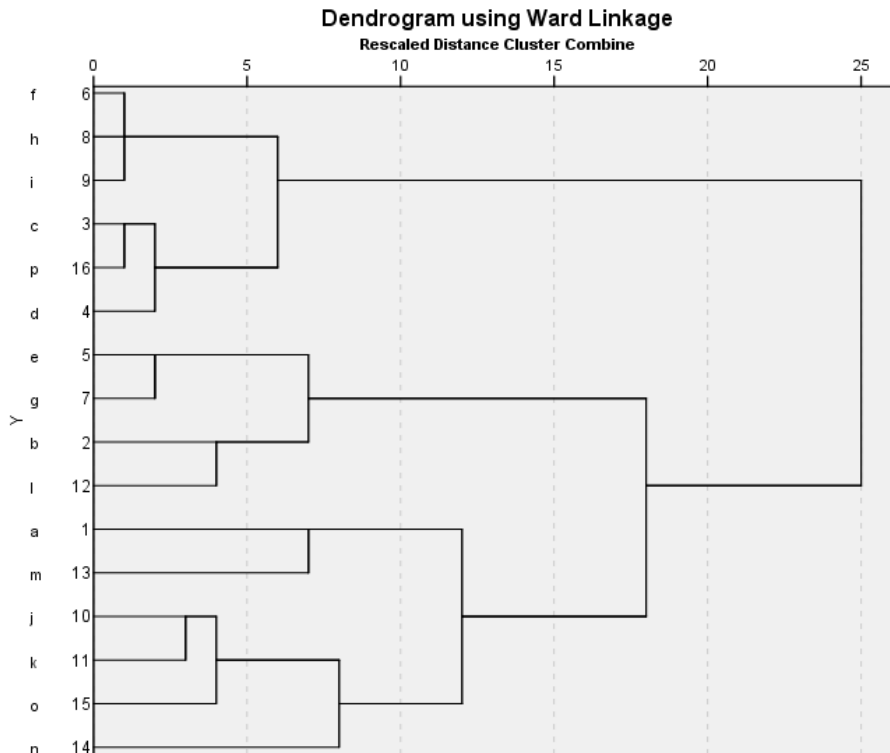 Dendrogram using Ward Linkage
Rescaled Distance Cluster Combine
0 5 10 15 20 25
f 6
h 8
i 9
c 3
p 16
d 4
e 5
g 7
Y
b 2
l 12
a 1
m 13
j 10
k 11
o 15
n 14